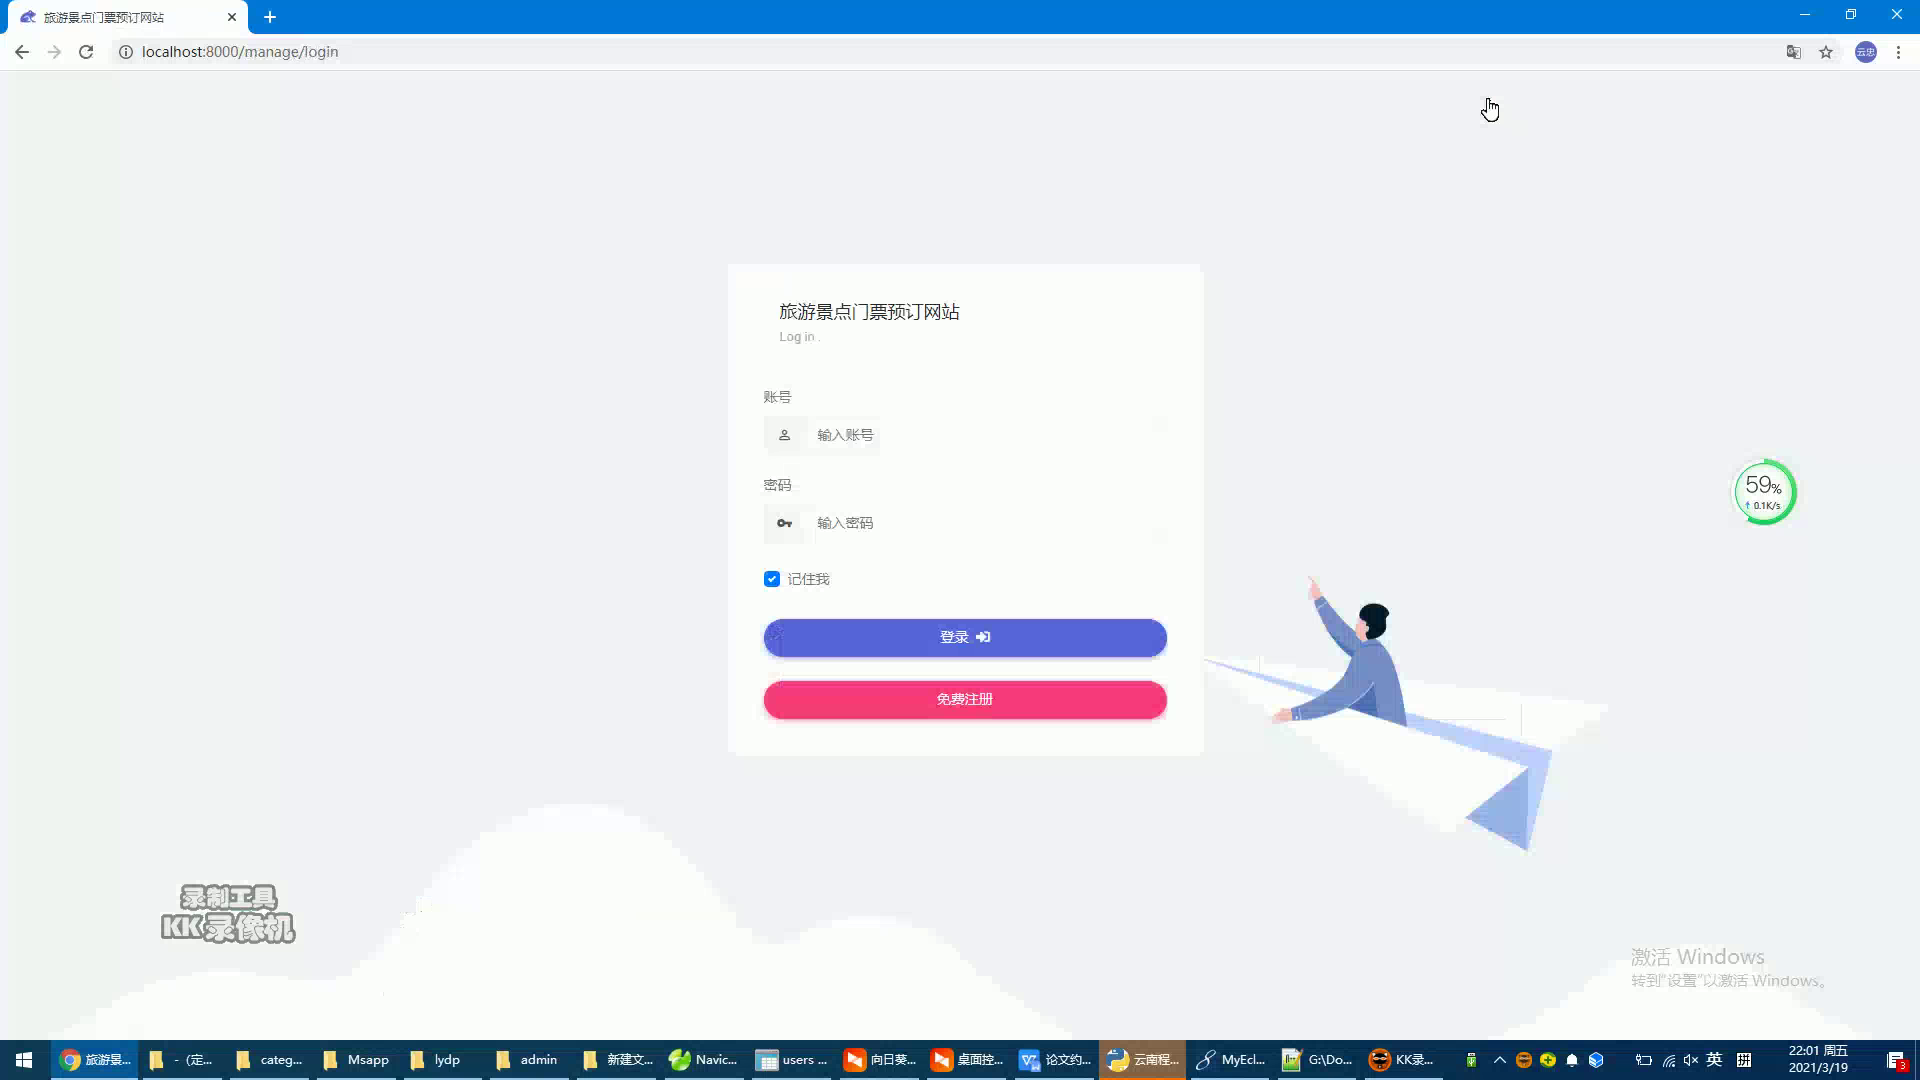 旅游景点门票预订网站
localhost:8000/manage/login
云忠
旅游景点门票预订网站
Log in .
账号
输入账号
密码
输入密码
记住我
登录
免费注册
59%
↑ 0.1K/s
录制工具
KK录像机
激活 Windows
转到"设置"以激活 Windows。
旅游景...
- (定...
categ...
Msapp
lydp
admin
新建文...
Navic...
users ...
向日葵...
桌面控...
论文约...
云南程...
MyEcl...
G:\Do...
KK录...
英
拼
22:01 周五
2021/3/19
3